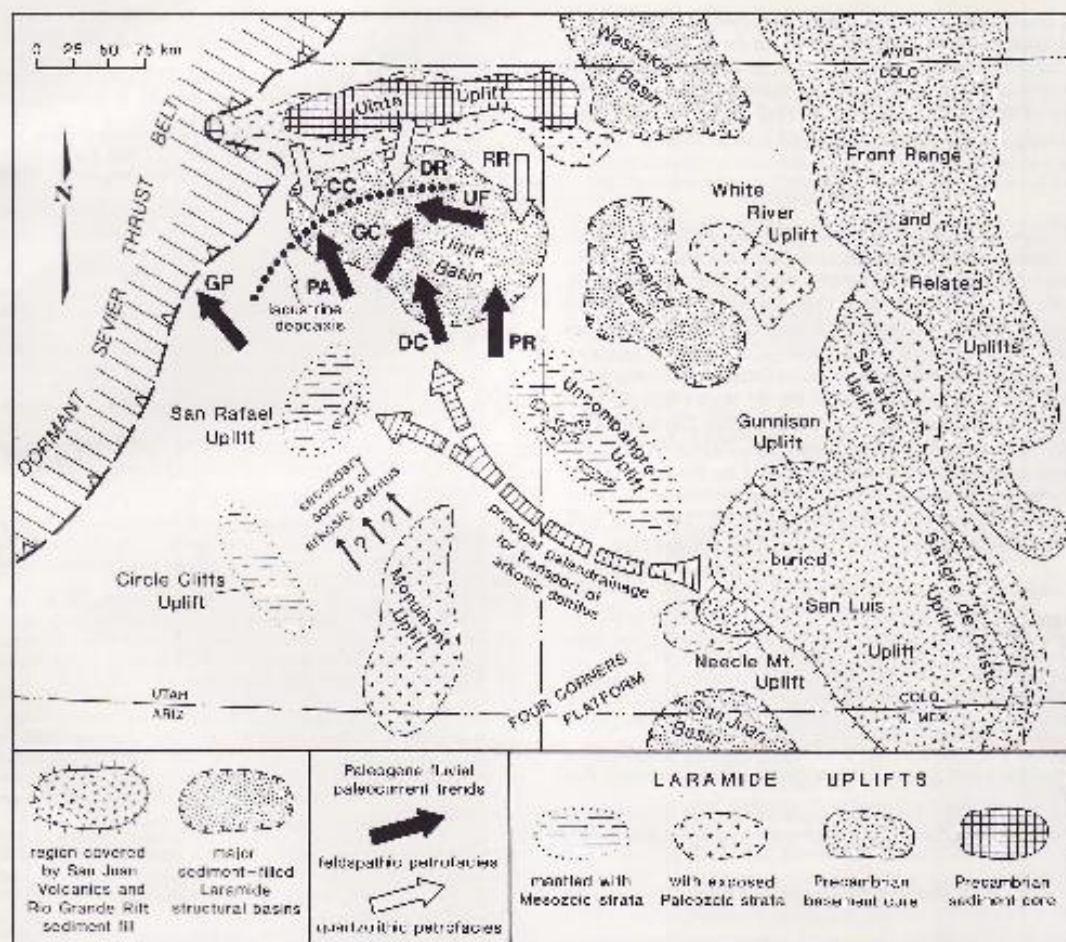 0 25 50 75 km
N
DORMANT SEVIER THRUST BELT
Uinta Uplift
Washakie
Basin
WYO
COLO
Front Range
and
Related
Uplifts
CC
DR
RR
UF
GC
Uinta
Basin
GP
PA
lacustrine
depoaxis
DC
PR
White
River
Uplift
Piceance
Basin
Sawatch
Uplift
Gunnison
Uplift
San Rafael
Uplift
Uncompahgre
Uplift
secondary
source of
arkosic detritus
? ?
principal paleodrainage
for transport of
arkosic detritus
Circle Cliffs
Uplift
Monument
Uplift
buried
San Luis
Uplift
Sangre de Cristo
Uplift
Needle Mt.
Uplift
FOUR CORNERS
PLATFORM
UTAH
ARIZ
COLO
N. MEX
San Juan
Basin
region covered
by San Juan
Volcanics and
Rio Grande Rift
sediment fill
major
sediment-filled
Laramide
structural basins
Paleogene fluvial
paleocurrent trends
feldspathic petrofacies
quartzolithic petrofacies
LARAMIDE UPLIFTS
mantled with
Mesozoic strata
with exposed
Paleozoic strata
Precambrian
basement core
Precambrian
sediment core